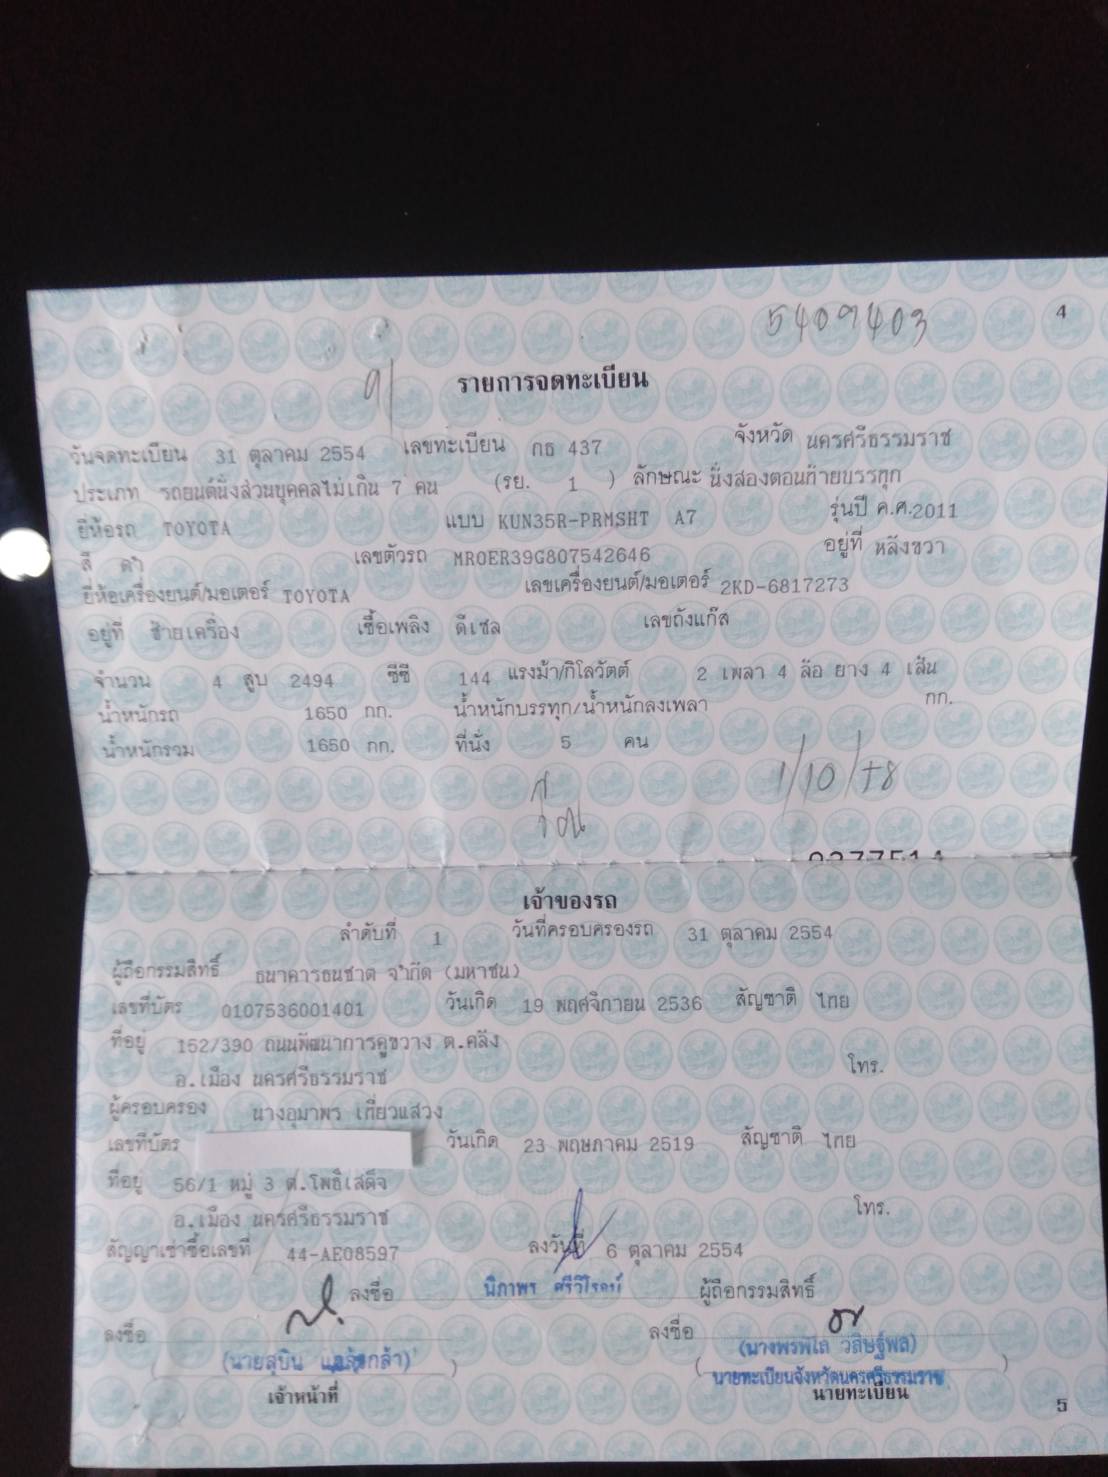 5409403
4
รายการจดทะเบียน
วันจดทะเบียน 31 ตุลาคม 2554 เลขทะเบียน กธ 437 จังหวัด นครศรีธรรมราช
ประเภท รถยนต์นั่งส่วนบุคคลไม่เกิน 7 คน (รย. 1 ) ลักษณะ นั่งสองตอนท้ายบรรทุก
ยี่ห้อรถ TOYOTA แบบ KUN35R-PRMSHT A7 รุ่นปี ค.ศ.2011
สี ดำ เลขตัวรถ MR0ER39G807542646 อยู่ที่ หลังขวา
ยี่ห้อเครื่องยนต์/มอเตอร์ TOYOTA เลขเครื่องยนต์/มอเตอร์ 2KD-6817273
อยู่ที่ ซ้ายเครื่อง เชื้อเพลิง ดีเซล เลขถังแก๊ส
จำนวน 4 สูบ 2494 ซีซี 144 แรงม้า/กิโลวัตต์ 2 เพลา 4 ล้อ ยาง 4 เส้น
น้ำหนักรถ 1650 กก. น้ำหนักบรรทุก/น้ำหนักลงเพลา กก.
น้ำหนักรวม 1650 กก. ที่นั่ง 5 คน
เจ้าของรถ
ลำดับที่ 1 วันที่ครอบครองรถ 31 ตุลาคม 2554
ผู้ถือกรรมสิทธิ์ ธนาคารธนชาต จำกัด (มหาชน)
เลขที่บัตร 0107536001401 วันเกิด 19 พฤศจิกายน 2536 สัญชาติ ไทย
ที่อยู่ 152/390 ถนนพัฒนาการคูขวาง ต.คลัง
อ.เมือง นครศรีธรรมราช โทร.
ผู้ครอบครอง นางอุมาพร เกี่ยวแสวง
เลขที่บัตร วันเกิด 23 พฤษภาคม 2519 สัญชาติ ไทย
ที่อยู่ 56/1 หมู่ 3 ต.โพธิ์เสด็จ
อ.เมือง นครศรีธรรมราช โทร.
สัญญาเช่าซื้อเลขที่ 44-AE08597 ลงวันที่ 6 ตุลาคม 2554
ลงชื่อ นิภาพร ศรีวิโรจน์ ผู้ถือกรรมสิทธิ์
ลงชื่อ ลงชื่อ
(นายสุบิน (นางพรพิไล วสิษฐ์พล)
นายทะเบียนจังหวัดนครศรีธรรมราช
เจ้าหน้าที่ นายทะเบียน
5